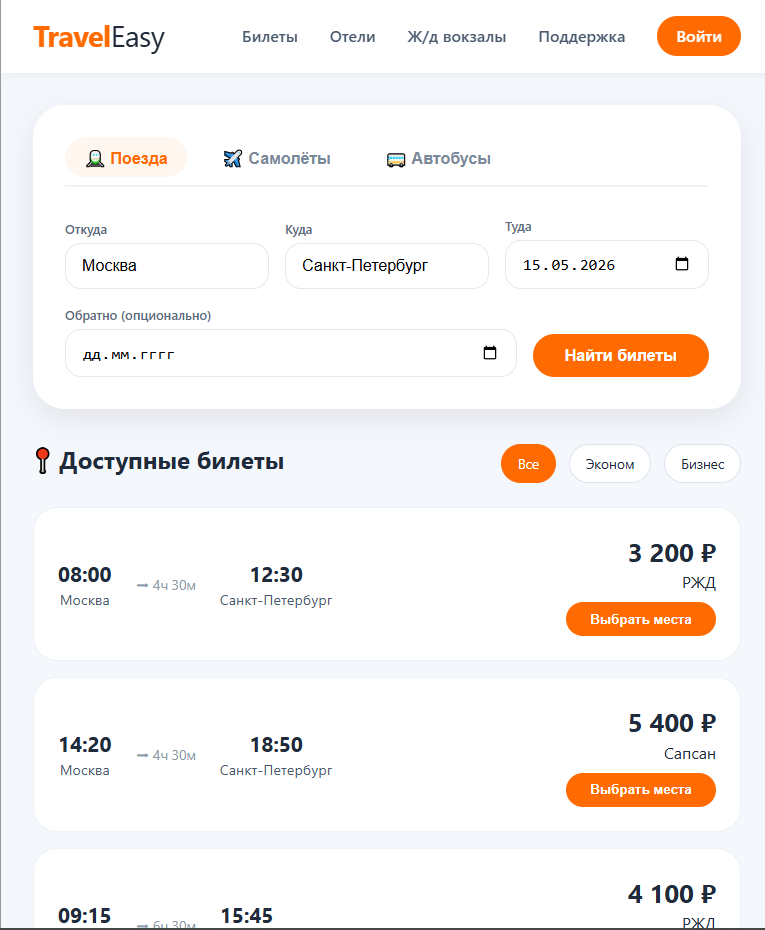 TravelEasy Билеты Отели Ж/д вокзалы Поддержка Войти
Поезда Самолёты Автобусы
Откуда Куда Туда
Москва Санкт-Петербург 15.05.2026
Обратно (опционально)
дд.мм.гггг Найти билеты
Доступные билеты Все Эконом Бизнес
3 200 ₽
08:00 12:30
➞ 4ч 30м РЖД
Москва Санкт-Петербург
Выбрать места
5 400 ₽
14:20 18:50
➞ 4ч 30м Сапсан
Москва Санкт-Петербург
Выбрать места
4 100 ₽
09:15 15:45
➞ 6ч 30м РЖД